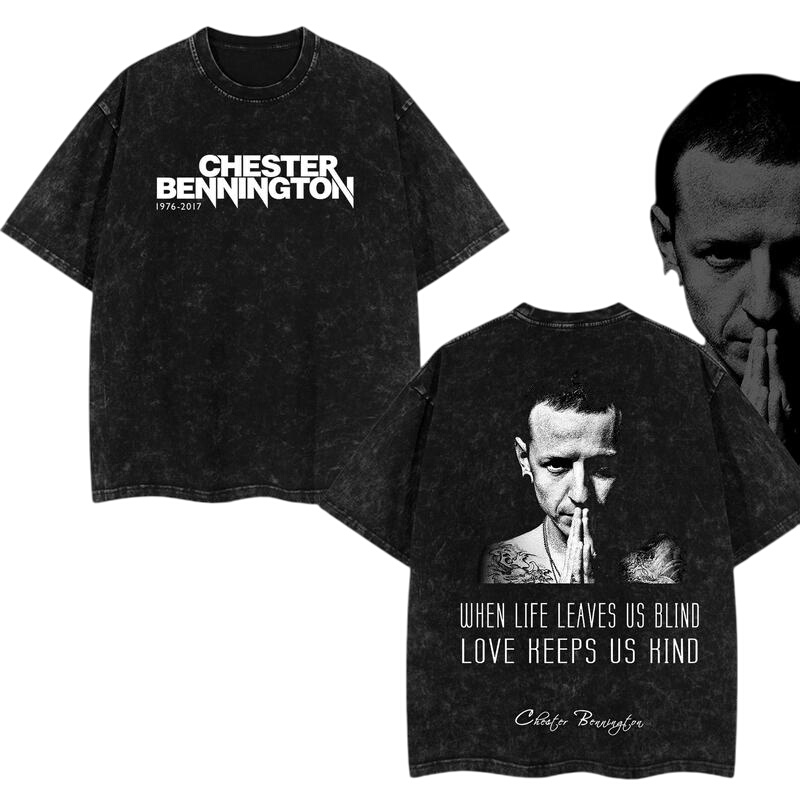 CHESTER
BENNINGTON
1976-2017
WHEN LIFE LEAVES US BLIND
LOVE KEEPS US KIND
Chester Bennington